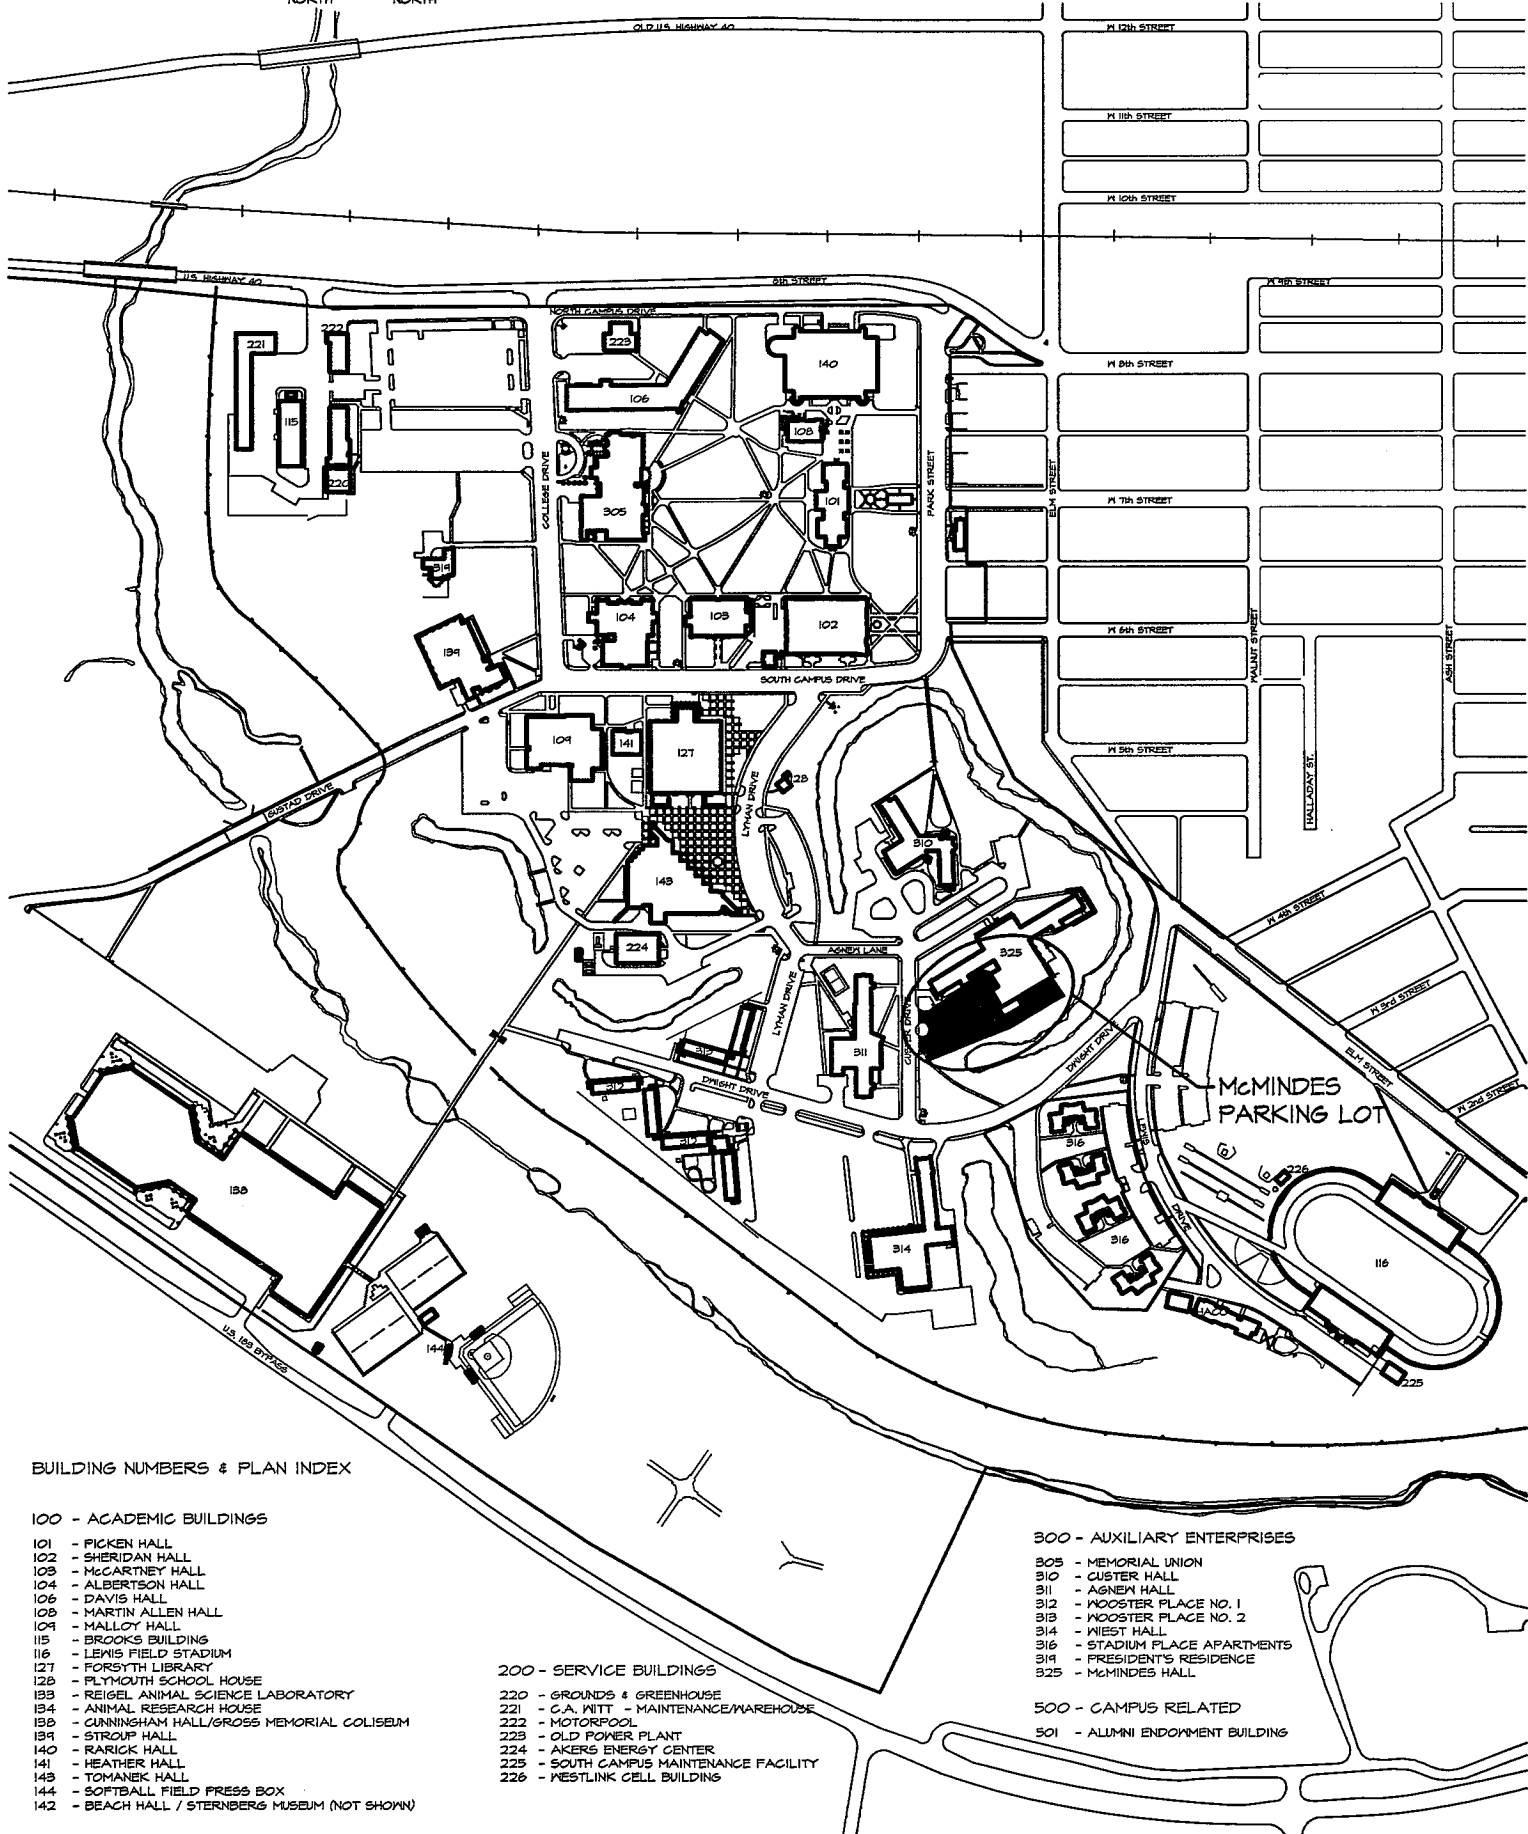 NORTH NORTH
OLD U.S. HIGHWAY 40
W 12th STREET
W 11th STREET
W 10th STREET
U.S. HIGHWAY 40
8th STREET
W 9th STREET
NORTH CAMPUS DRIVE
221
222
223
140
W 8th STREET
106
115
108
220
COLLEGE DRIVE
305
101
PARK STREET
ELM STREET
W 7th STREET
319
104
103
102
W 6th STREET
WALNUT STREET
ASH STREET
139
SOUTH CAMPUS DRIVE
109
141
127
W 5th STREET
128
LYMAN DRIVE
HALLADAY ST.
GUSTAD DRIVE
310
143
W 4th STREET
224
AGNEW LANE
325
LYMAN DRIVE
CUSTER DRIVE
W 3rd STREET
312
311
DWIGHT DRIVE
ELM STREET
312
DWIGHT DRIVE
McMINDES
PARKING LOT
W 2nd STREET
312
316
138
226
DRIVE
314
316
116
U.S. 183 BYPASS
144
225
BUILDING NUMBERS & PLAN INDEX
100 - ACADEMIC BUILDINGS
101 - PICKEN HALL
102 - SHERIDAN HALL
103 - McCARTNEY HALL
104 - ALBERTSON HALL
106 - DAVIS HALL
108 - MARTIN ALLEN HALL
109 - MALLOY HALL
115 - BROOKS BUILDING
116 - LEWIS FIELD STADIUM
127 - FORSYTH LIBRARY
128 - PLYMOUTH SCHOOL HOUSE
133 - REIGEL ANIMAL SCIENCE LABORATORY
134 - ANIMAL RESEARCH HOUSE
138 - CUNNINGHAM HALL/GROSS MEMORIAL COLISEUM
139 - STROUP HALL
140 - RARICK HALL
141 - HEATHER HALL
143 - TOMANEK HALL
144 - SOFTBALL FIELD PRESS BOX
142 - BEACH HALL / STERNBERG MUSEUM (NOT SHOWN)
200 - SERVICE BUILDINGS
220 - GROUNDS & GREENHOUSE
221 - C.A. WITT - MAINTENANCE/WAREHOUSE
222 - MOTORPOOL
223 - OLD POWER PLANT
224 - AKERS ENERGY CENTER
225 - SOUTH CAMPUS MAINTENANCE FACILITY
226 - WESTLINK CELL BUILDING
300 - AUXILIARY ENTERPRISES
305 - MEMORIAL UNION
310 - CUSTER HALL
311 - AGNEW HALL
312 - WOOSTER PLACE NO. 1
313 - WOOSTER PLACE NO. 2
314 - WIEST HALL
316 - STADIUM PLACE APARTMENTS
319 - PRESIDENT'S RESIDENCE
325 - McMINDES HALL
500 - CAMPUS RELATED
501 - ALUMNI ENDOWMENT BUILDING